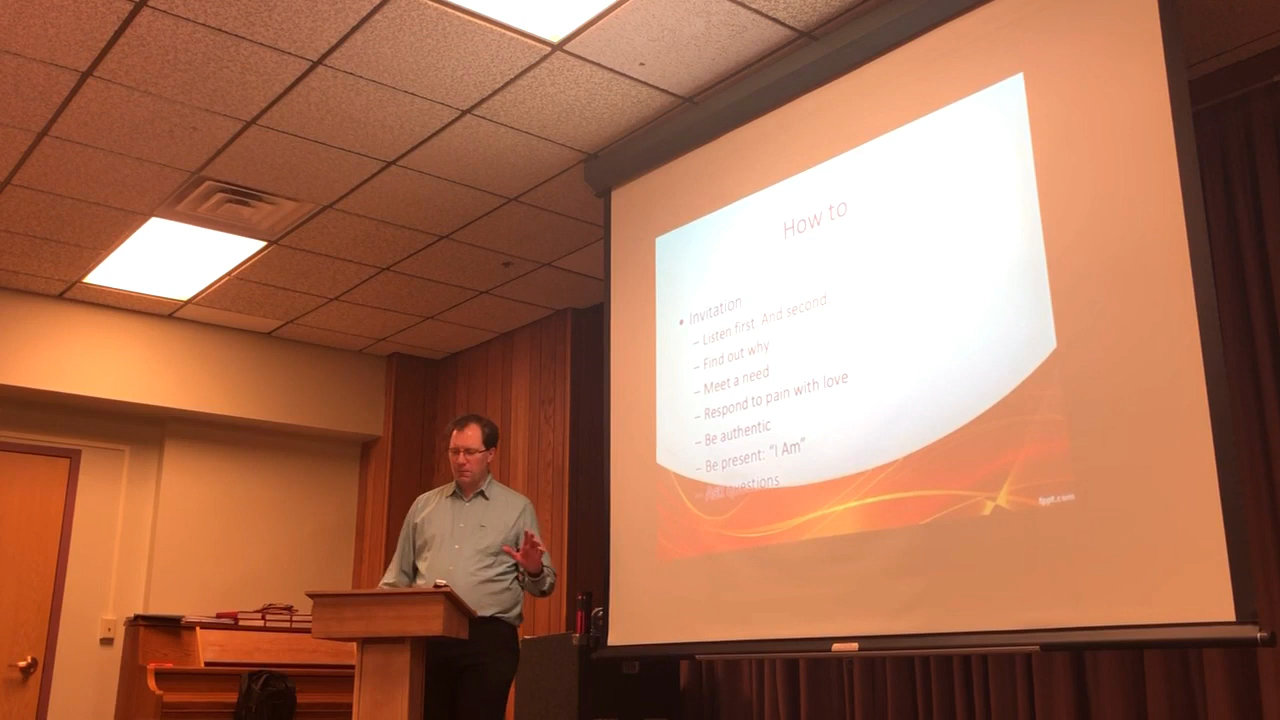 How to
• Invitation
– Listen first. And second
– Find out why
– Meet a need
– Respond to pain with love
– Be authentic
– Be present: "I Am"
– Ask questions
fppt.com